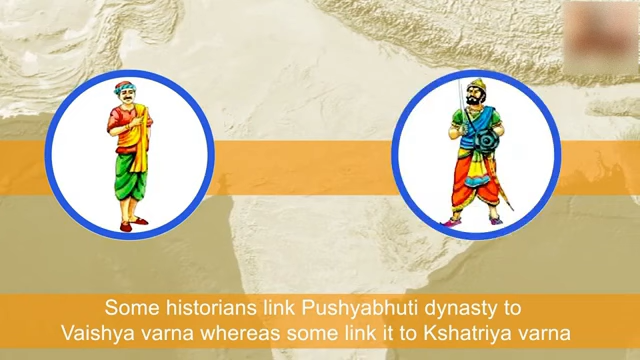 Some historians link Pushyabhuti dynasty to
Vaishya varna whereas some link it to Kshatriya varna